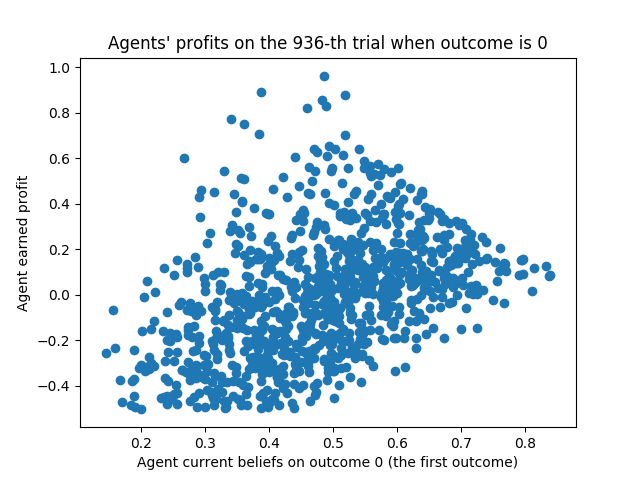 Agents' profits on the 936-th trial when outcome is 0
1.0
0.8
0.6
0.4
0.2
0.0
−0.2
−0.4
Agent earned profit
0.2 0.3 0.4 0.5 0.6 0.7 0.8
Agent current beliefs on outcome 0 (the first outcome)